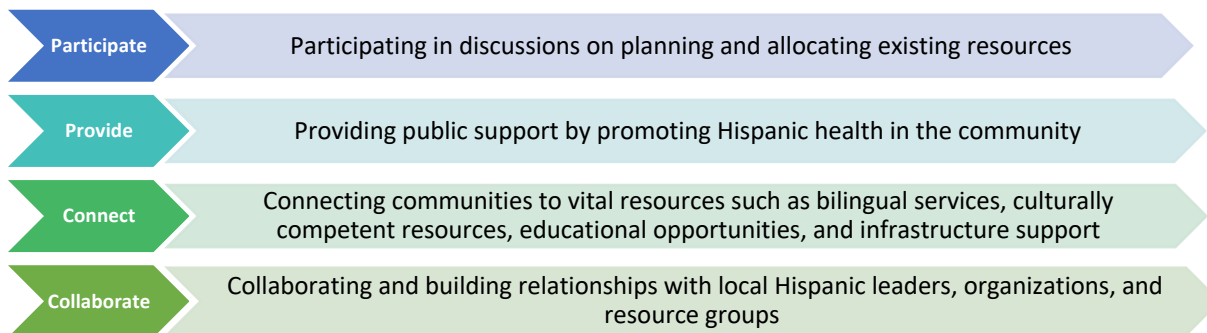 Participate
Participating in discussions on planning and allocating existing resources
Provide
Providing public support by promoting Hispanic health in the community
Connect
Connecting communities to vital resources such as bilingual services, culturally
competent resources, educational opportunities, and infrastructure support
Collaborate
Collaborating and building relationships with local Hispanic leaders, organizations, and
resource groups